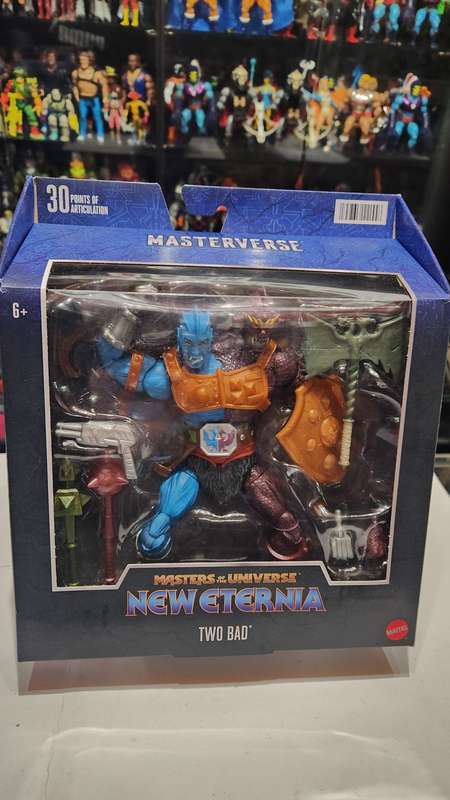 30 POINTS OF
ARTICULATION
MASTERVERSE
6+
MASTERS OF THE UNIVERSE
NEW ETERNIA
TWO BAD
MATTEL